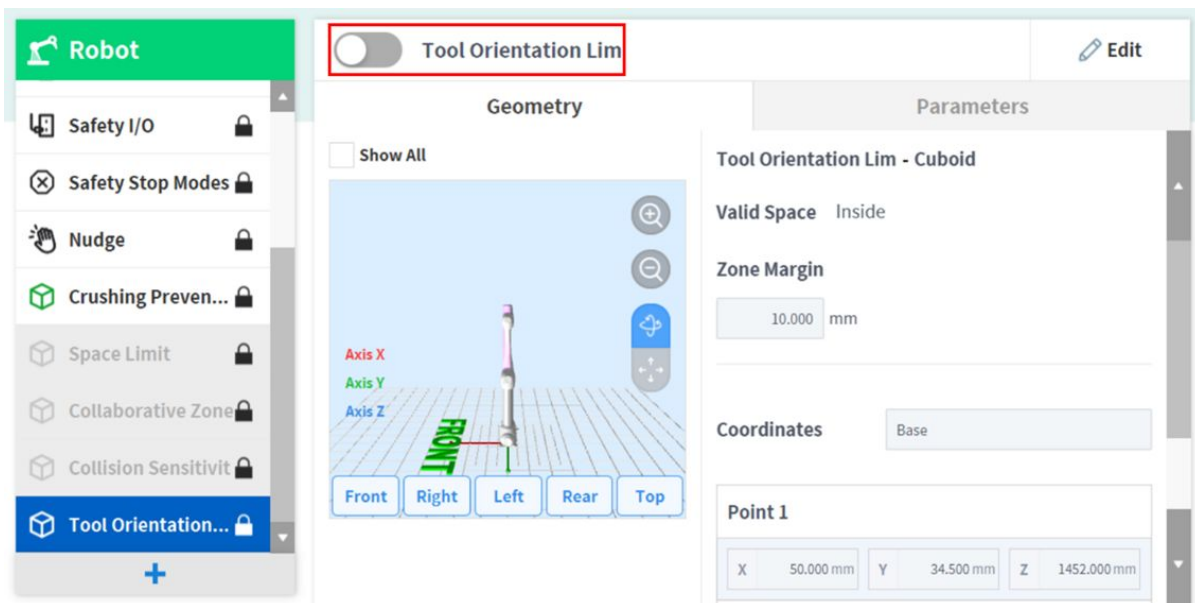 Robot
Safety I/O
Safety Stop Modes
Nudge
Crushing Preven...
Space Limit
Collaborative Zone
Collision Sensitivit
Tool Orientation...
+
Tool Orientation Lim
Edit
Geometry
Parameters
Show All
Axis X
Axis Y
Axis Z
FRONT
Front Right Left Rear Top
Tool Orientation Lim - Cuboid
Valid Space Inside
Zone Margin
10.000 mm
Coordinates Base
Point 1
X 50.000 mm Y 34.500 mm Z 1452.000 mm